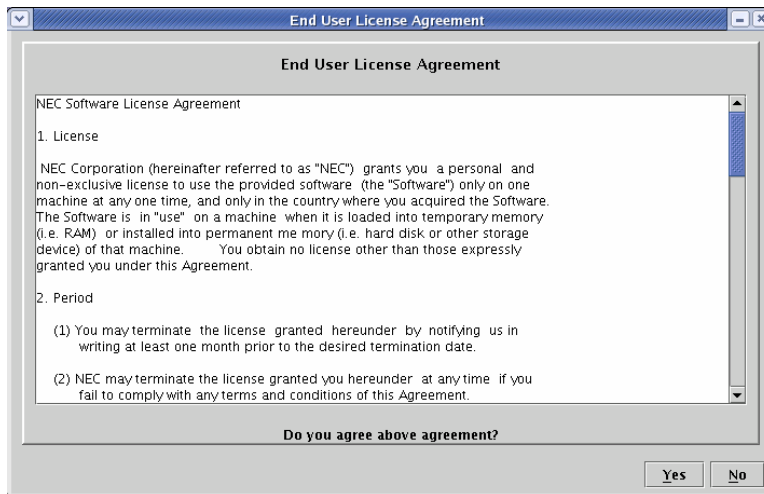 End User License Agreement
End User License Agreement
NEC Software License Agreement
1. License
NEC Corporation (hereinafter referred to as "NEC") grants you a personal and
non-exclusive license to use the provided software (the "Software") only on one
machine at any one time, and only in the country where you acquired the Software.
The Software is in "use" on a machine when it is loaded into temporary memory
(i.e. RAM) or installed into permanent me mory (i.e. hard disk or other storage
device) of that machine. You obtain no license other than those expressly
granted you under this Agreement.
2. Period
(1) You may terminate the license granted hereunder by notifying us in
writing at least one month prior to the desired termination date.
(2) NEC may terminate the license granted you hereunder at any time if you
fail to comply with any terms and conditions of this Agreement.
Do you agree above agreement?
Yes No